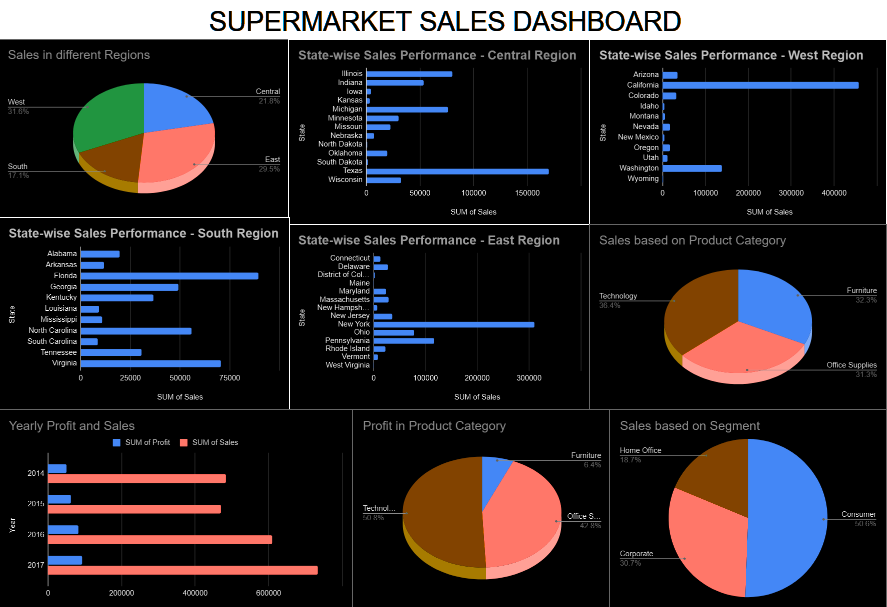 SUPERMARKET SALES DASHBOARD
Sales in different Regions
West
31.6%
South
17.1%
Central
21.8%
East
29.5%
State-wise Sales Performance - Central Region
State
Illinois
Indiana
Iowa
Kansas
Michigan
Minnesota
Missouri
Nebraska
North Dakota
Oklahoma
South Dakota
Texas
Wisconsin
0 50000 100000 150000
SUM of Sales
State-wise Sales Performance - West Region
State
Arizona
California
Colorado
Idaho
Montana
Nevada
New Mexico
Oregon
Utah
Washington
Wyoming
0 100000 200000 300000 400000
SUM of Sales
State-wise Sales Performance - South Region
State
Alabama
Arkansas
Florida
Georgia
Kentucky
Louisiana
Mississippi
North Carolina
South Carolina
Tennessee
Virginia
0 25000 50000 75000
SUM of Sales
State-wise Sales Performance - East Region
State
Connecticut
Delaware
District of Col...
Maine
Maryland
Massachusetts
New Hampsh...
New Jersey
New York
Ohio
Pennsylvania
Rhode Island
Vermont
West Virginia
0 100000 200000 300000
SUM of Sales
Sales based on Product Category
Technology
36.4%
Furniture
32.3%
Office Supplies
31.3%
Yearly Profit and Sales
SUM of Profit SUM of Sales
Year
2014
2015
2016
2017
0 200000 400000 600000
Profit in Product Category
Technol...
50.8%
Furniture
6.4%
Office S...
42.8%
Sales based on Segment
Home Office
18.7%
Corporate
30.7%
Consumer
50.6%